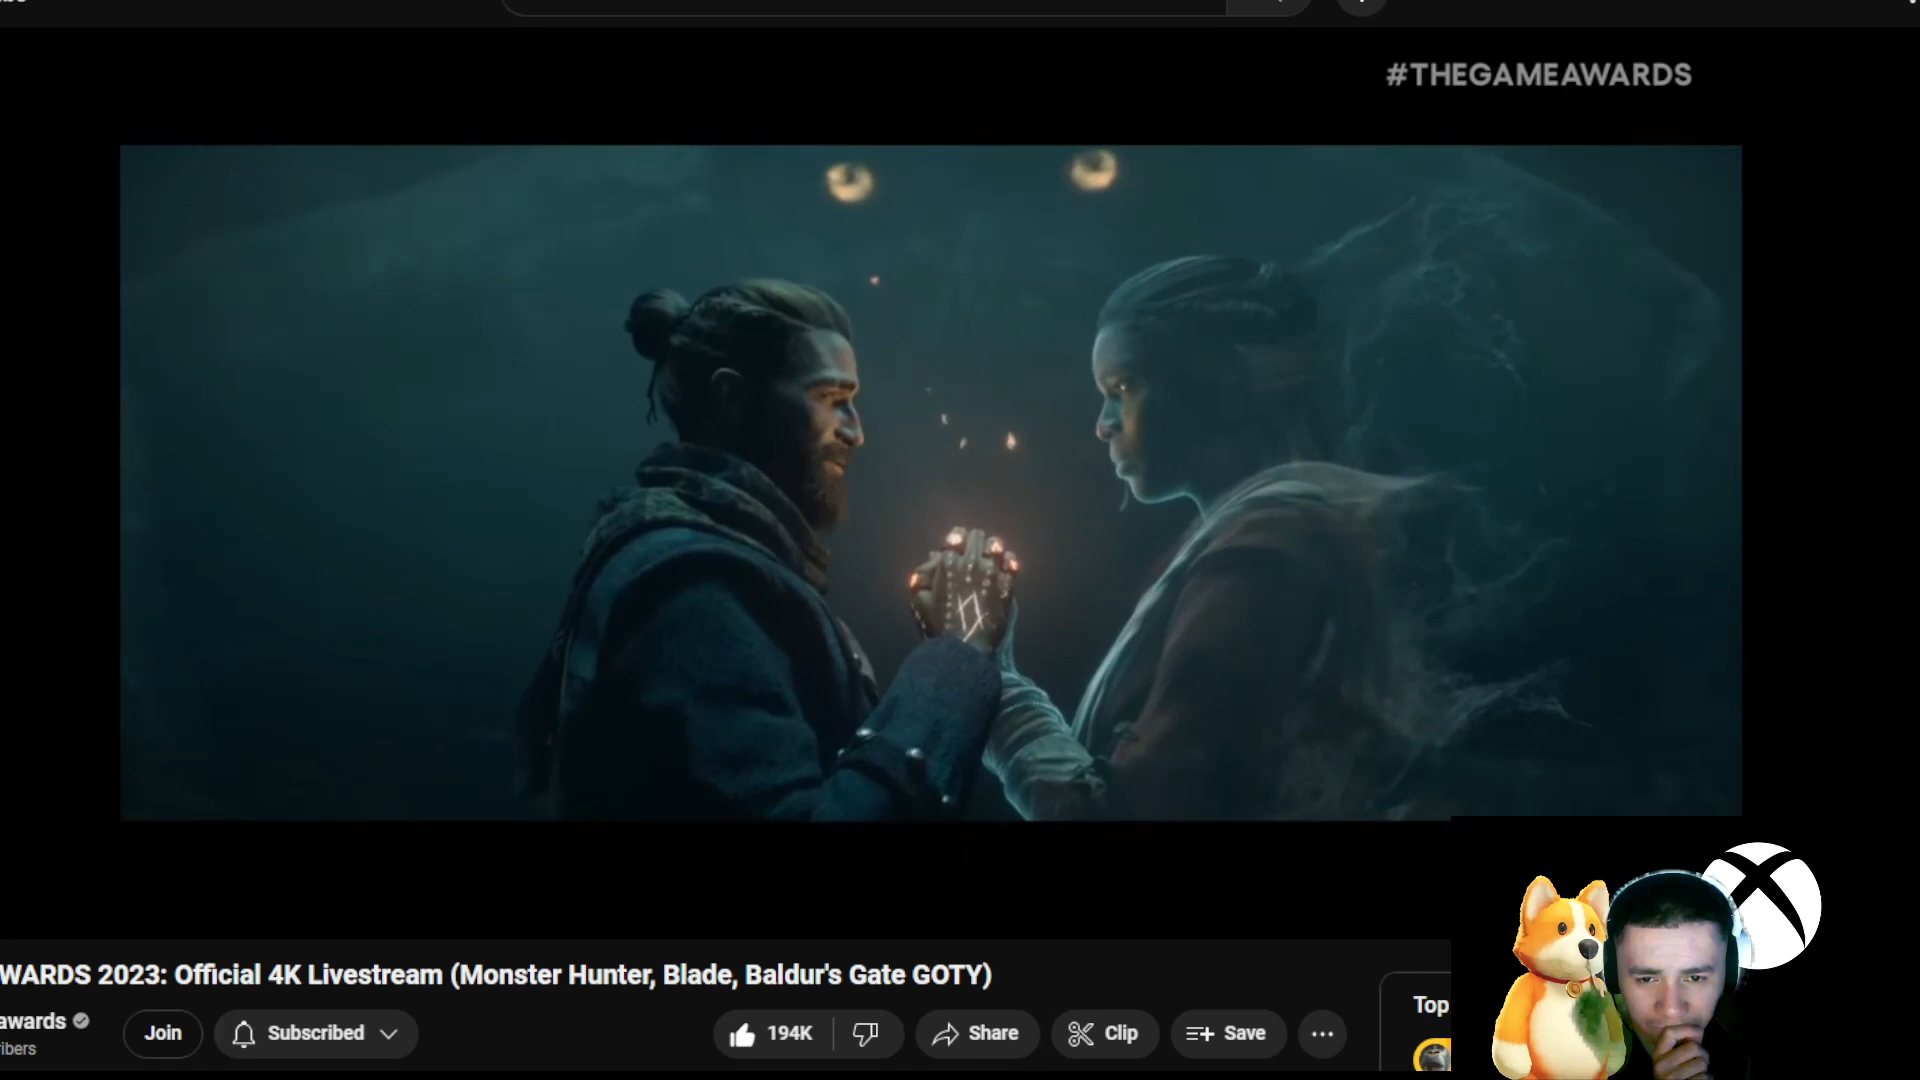 #THEGAMEAWARDS
WARDS 2023: Official 4K Livestream (Monster Hunter, Blade, Baldur's Gate GOTY)
awards
ibers
Join
Subscribed
194K
Share
Clip
Save
Top